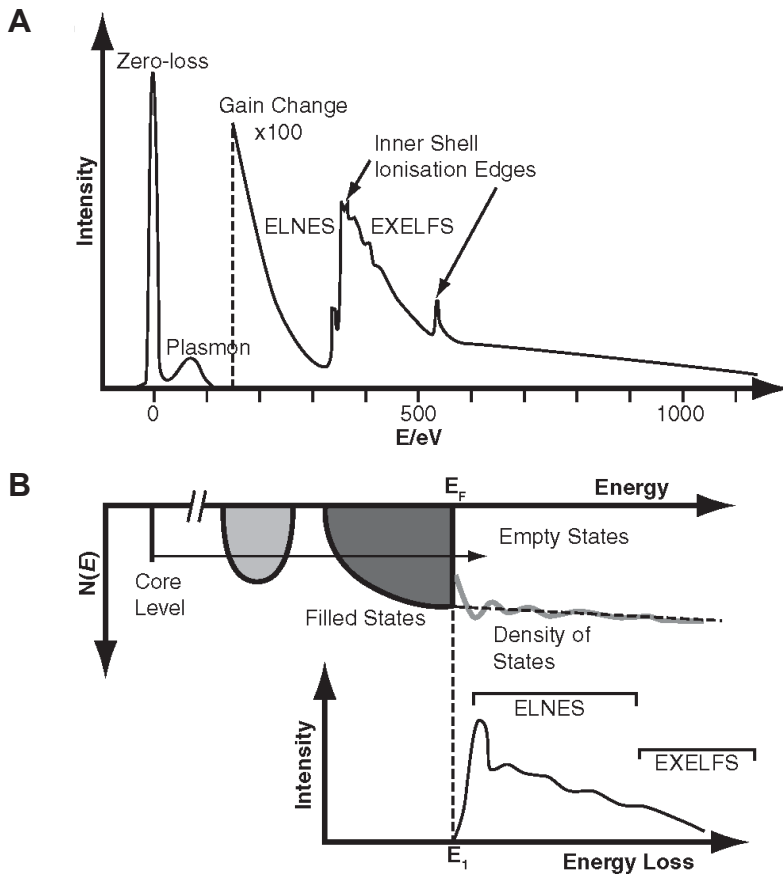 A
Zero-loss
Gain Change
x100
Inner Shell
Ionisation Edges
ELNES
EXELFS
Intensity
Plasmon
0
500
1000
E/eV
B
E_F
Energy
N(E)
Empty States
Core
Level
Filled States
Density of
States
ELNES
EXELFS
Intensity
E_1
Energy Loss